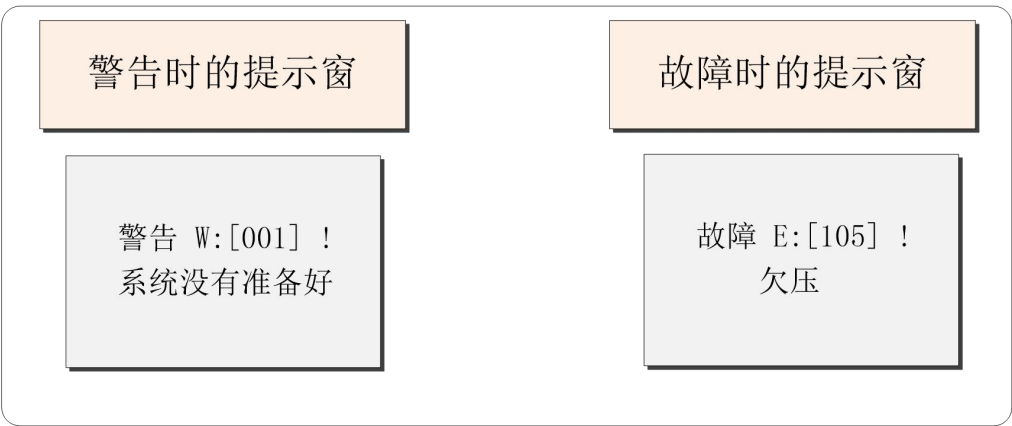 警告时的提示窗
故障时的提示窗
警告 W:[001] !
系统没有准备好
故障 E:[105] !
欠压